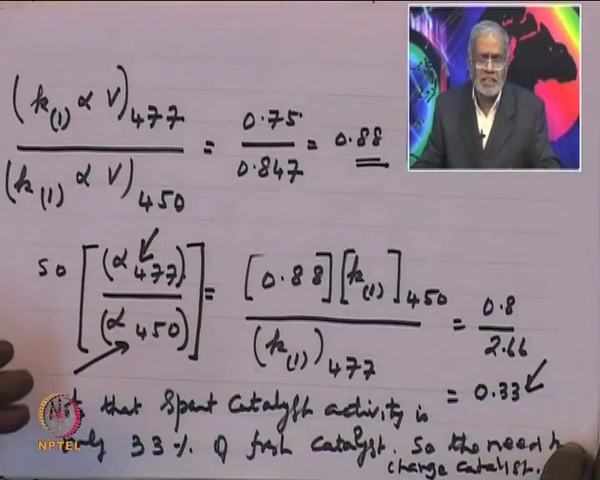 (k(1) α V)477 / (k(1) α V)450 = 0.75 / 0.847 = 0.88
so [(α 477) / (α 450)] = [0.88][k(1)]450 / (k(1))477 = 0.8 / 2.66
= 0.33
that Spent Catalyst activity is
33% of fresh catalyst. So the need to
change catalist.
NPTEL